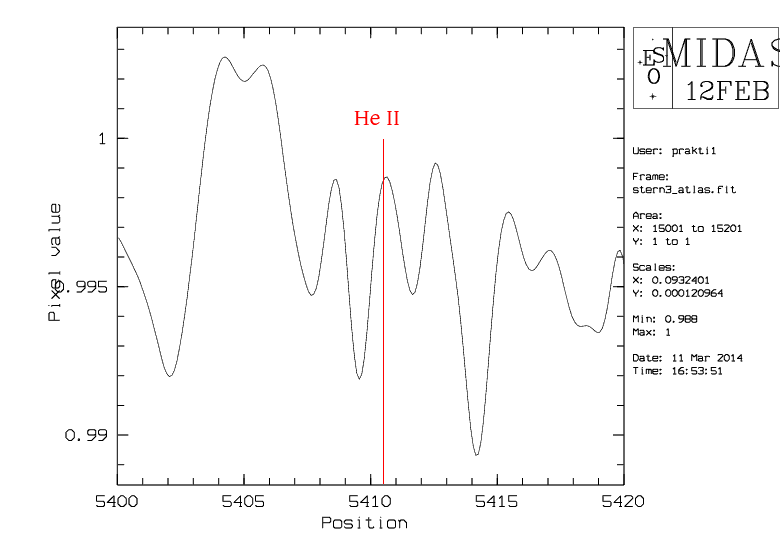 ESO
MIDAS
12FEB
He II
1
0.995
0.99
Pixel value
5400 5405 5410 5415 5420
Position
User: prakti1
Frame:
stern3_atlas.fit
Area:
X: 15001 to 15201
Y: 1 to 1
Scales:
X: 0.0932401
Y: 0.000120964
Min: 0.988
Max: 1
Date: 11 Mar 2014
Time: 16:53:51